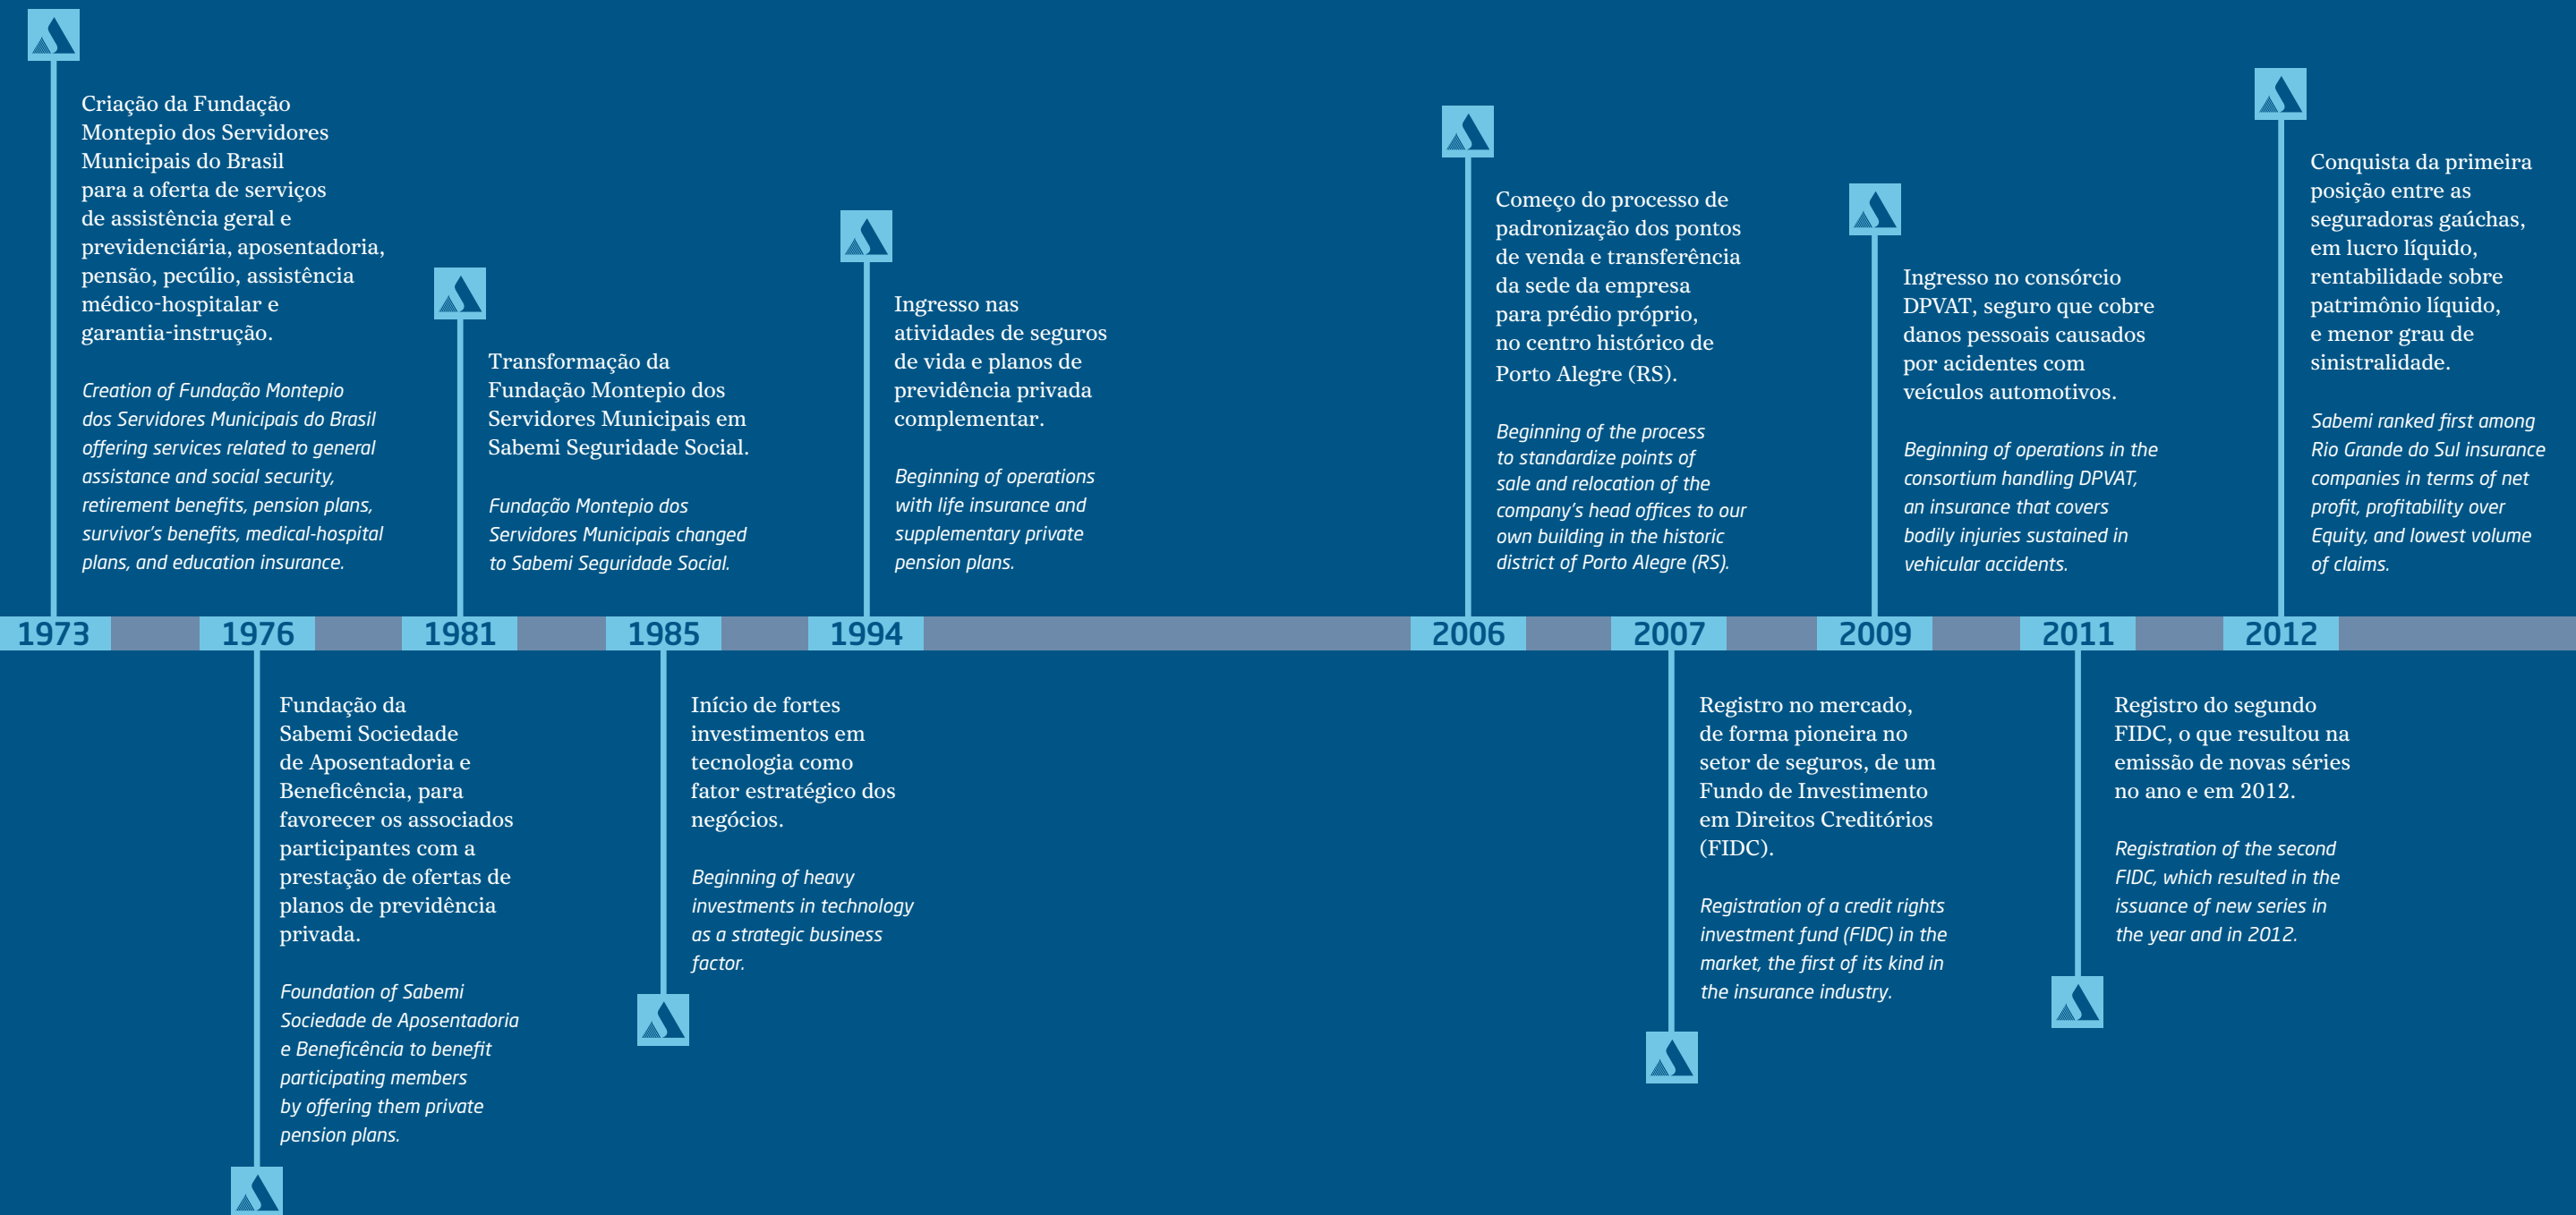 Criação da Fundação
Montepio dos Servidores
Municipais do Brasil
para a oferta de serviços
de assistência geral e
previdenciária, aposentadoria,
pensão, pecúlio, assistência
médico-hospitalar e
garantia-instrução.
Creation of Fundação Montepio
dos Servidores Municipais do Brasil
offering services related to general
assistance and social security,
retirement benefits, pension plans,
survivor's benefits, medical-hospital
plans, and education insurance.
Transformação da
Fundação Montepio dos
Servidores Municipais em
Sabemi Seguridade Social.
Fundação Montepio dos
Servidores Municipais changed
to Sabemi Seguridade Social.
Ingresso nas
atividades de seguros
de vida e planos de
previdência privada
complementar.
Beginning of operations
with life insurance and
supplementary private
pension plans.
Começo do processo de
padronização dos pontos
de venda e transferência
da sede da empresa
para prédio próprio,
no centro histórico de
Porto Alegre (RS).
Beginning of the process
to standardize points of
sale and relocation of the
company's head offices to our
own building in the historic
district of Porto Alegre (RS).
Ingresso no consórcio
DPVAT, seguro que cobre
danos pessoais causados
por acidentes com
veículos automotivos.
Beginning of operations in the
consortium handling DPVAT,
an insurance that covers
bodily injuries sustained in
vehicular accidents.
Conquista da primeira
posição entre as
seguradoras gaúchas,
em lucro líquido,
rentabilidade sobre
patrimônio líquido,
e menor grau de
sinistralidade.
Sabemi ranked first among
Rio Grande do Sul insurance
companies in terms of net
profit, profitability over
Equity, and lowest volume
of claims.
1973 1976 1981 1985 1994 2006 2007 2009 2011 2012
Fundação da
Sabemi Sociedade
de Aposentadoria e
Beneficência, para
favorecer os associados
participantes com a
prestação de ofertas de
planos de previdência
privada.
Foundation of Sabemi
Sociedade de Aposentadoria
e Beneficência to benefit
participating members
by offering them private
pension plans.
Início de fortes
investimentos em
tecnologia como
fator estratégico dos
negócios.
Beginning of heavy
investments in technology
as a strategic business
factor.
Registro no mercado,
de forma pioneira no
setor de seguros, de um
Fundo de Investimento
em Direitos Creditórios
(FIDC).
Registration of a credit rights
investment fund (FIDC) in the
market, the first of its kind in
the insurance industry.
Registro do segundo
FIDC, o que resultou na
emissão de novas séries
no ano e em 2012.
Registration of the second
FIDC, which resulted in the
issuance of new series in
the year and in 2012.